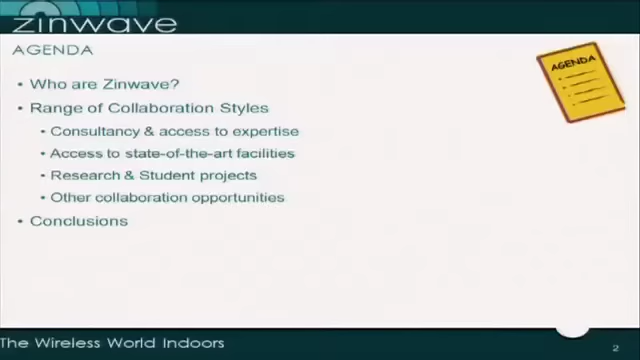 zinwave
AGENDA
AGENDA
• Who are Zinwave?
• Range of Collaboration Styles
• Consultancy & access to expertise
• Access to state-of-the-art facilities
• Research & Student projects
• Other collaboration opportunities
• Conclusions
The Wireless World Indoors
2